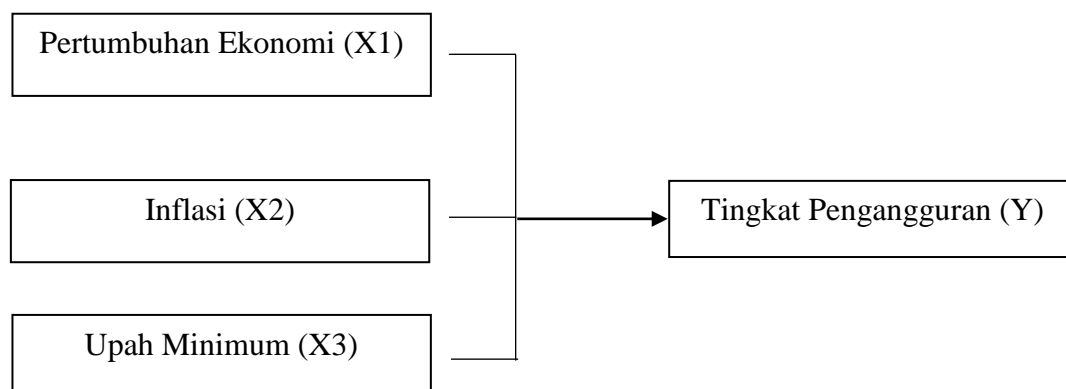 Pertumbuhan Ekonomi (X1)
Inflasi (X2)
Tingkat Pengangguran (Y)
Upah Minimum (X3)